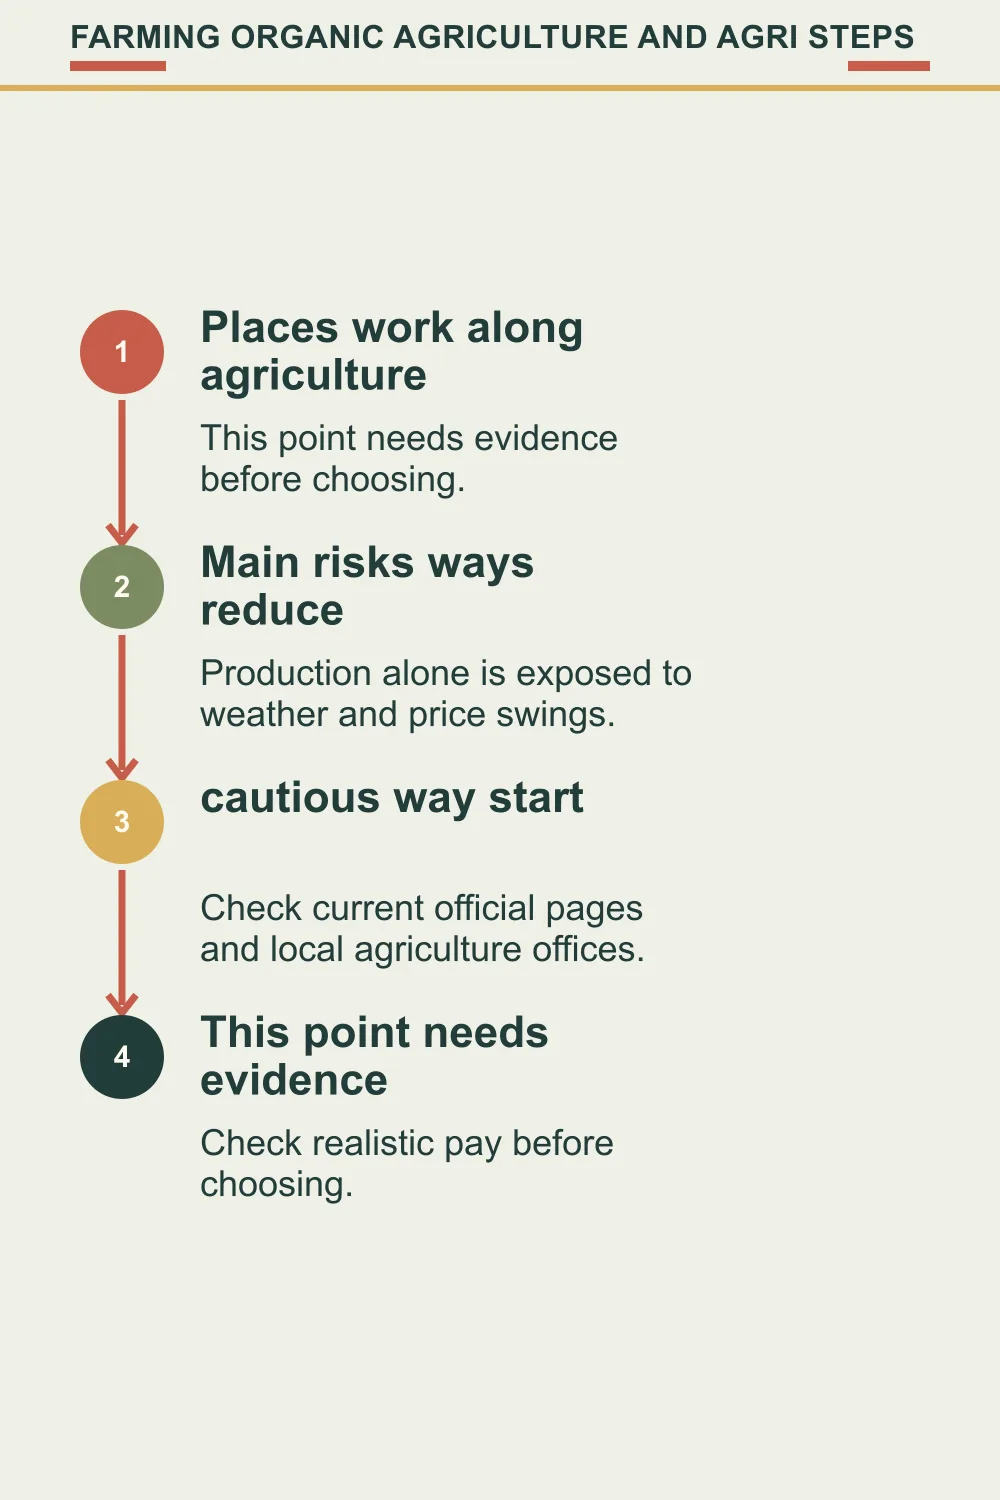 FARMING ORGANIC AGRICULTURE AND AGRI STEPS
1
Places work along
agriculture
This point needs evidence
before choosing.
2
Main risks ways
reduce
Production alone is exposed to
weather and price swings.
3
cautious way start
Check current official pages
and local agriculture offices.
4
This point needs
evidence
Check realistic pay before
choosing.